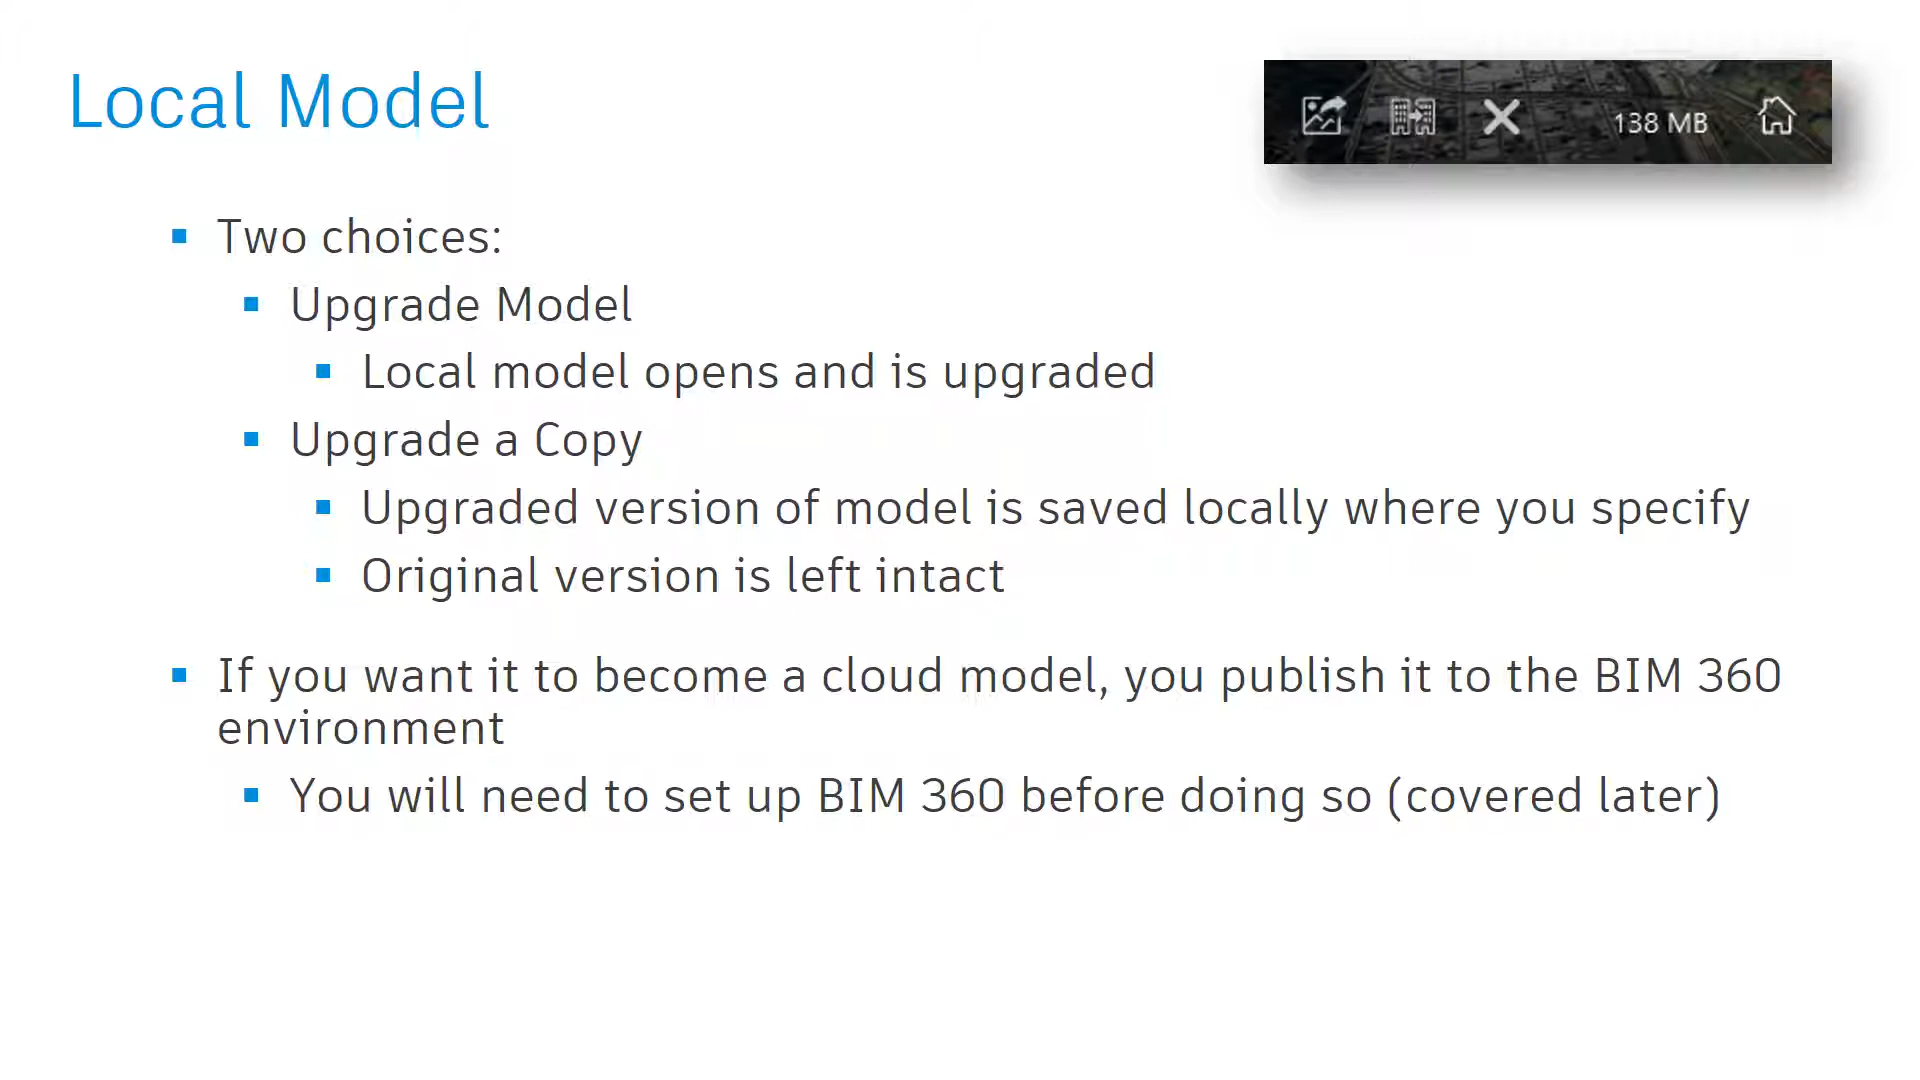 Local Model
138 MB
Two choices:
Upgrade Model
Local model opens and is upgraded
Upgrade a Copy
Upgraded version of model is saved locally where you specify
Original version is left intact
If you want it to become a cloud model, you publish it to the BIM 360
environment
You will need to set up BIM 360 before doing so (covered later)